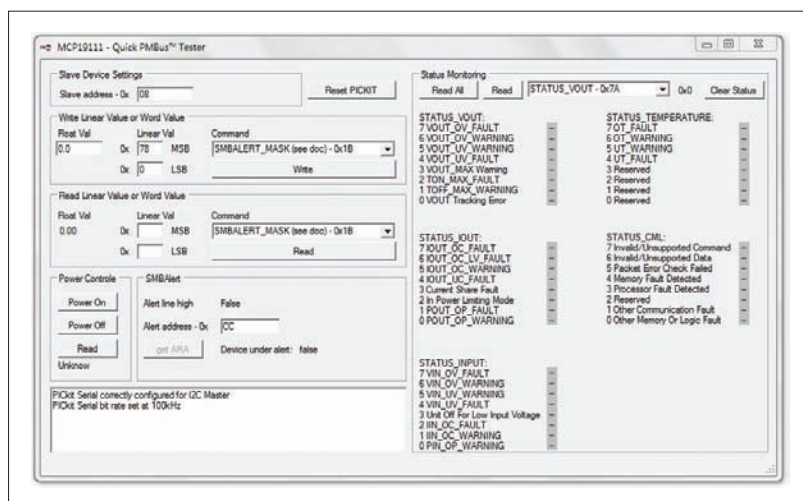 MCP19111 - Quick PMBus™ Tester
Slave Device Settings
Slave address - 0x 08
Reset PICKIT
Write Linear Value or Word Value
Float Val Linear Val Command
0.0 0x 78 MSB SMBALERT_MASK (see doc) - 0x1B
0x 0 LSB Write
Read Linear Value or Word Value
Float Val Linear Val Command
0.00 0x MSB SMBALERT_MASK (see doc) - 0x1B
0x LSB Read
Power Controle
Power On
Power Off
Read
Unknow
SMBAlert
Alert line high False
Alert address - 0x CC
get ARA Device under alert: false
PICkit Serial correctly configured for I2C Master
PICkit Serial bit rate set at 100kHz
Status Monitoring
Read All Read STATUS_VOUT - 0x7A 0x0 Clear Status
STATUS_VOUT:
7 VOUT_OV_FAULT -
6 VOUT_OV_WARNING -
5 VOUT_UV_WARNING -
4 VOUT_UV_FAULT -
3 VOUT_MAX Warning -
2 TON_MAX_FAULT -
1 TOFF_MAX_WARNING -
0 VOUT Tracking Error -
STATUS_TEMPERATURE:
7 OT_FAULT -
6 OT_WARNING -
5 UT_WARNING -
4 UT_FAULT -
3 Reserved -
2 Reserved -
1 Reserved -
0 Reserved -
STATUS_IOUT:
7 IOUT_OC_FAULT -
6 IOUT_OC_LV_FAULT -
5 IOUT_OC_WARNING -
4 IOUT_UC_FAULT -
3 Current Share Fault -
2 In Power Limiting Mode -
1 POUT_OP_FAULT -
0 POUT_OP_WARNING -
STATUS_CML:
7 Invalid/Unsupported Command -
6 Invalid/Unsupported Data -
5 Packet Error Check Failed -
4 Memory Fault Detected -
3 Processor Fault Detected -
2 Reserved -
1 Other Communication Fault -
0 Other Memory Or Logic Fault -
STATUS_INPUT:
7 VIN_OV_FAULT -
6 VIN_OV_WARNING -
5 VIN_UV_WARNING -
4 VIN_UV_FAULT -
3 Unit Off For Low Input Voltage -
2 IIN_OC_FAULT -
1 IIN_OC_WARNING -
0 PIN_OP_WARNING -